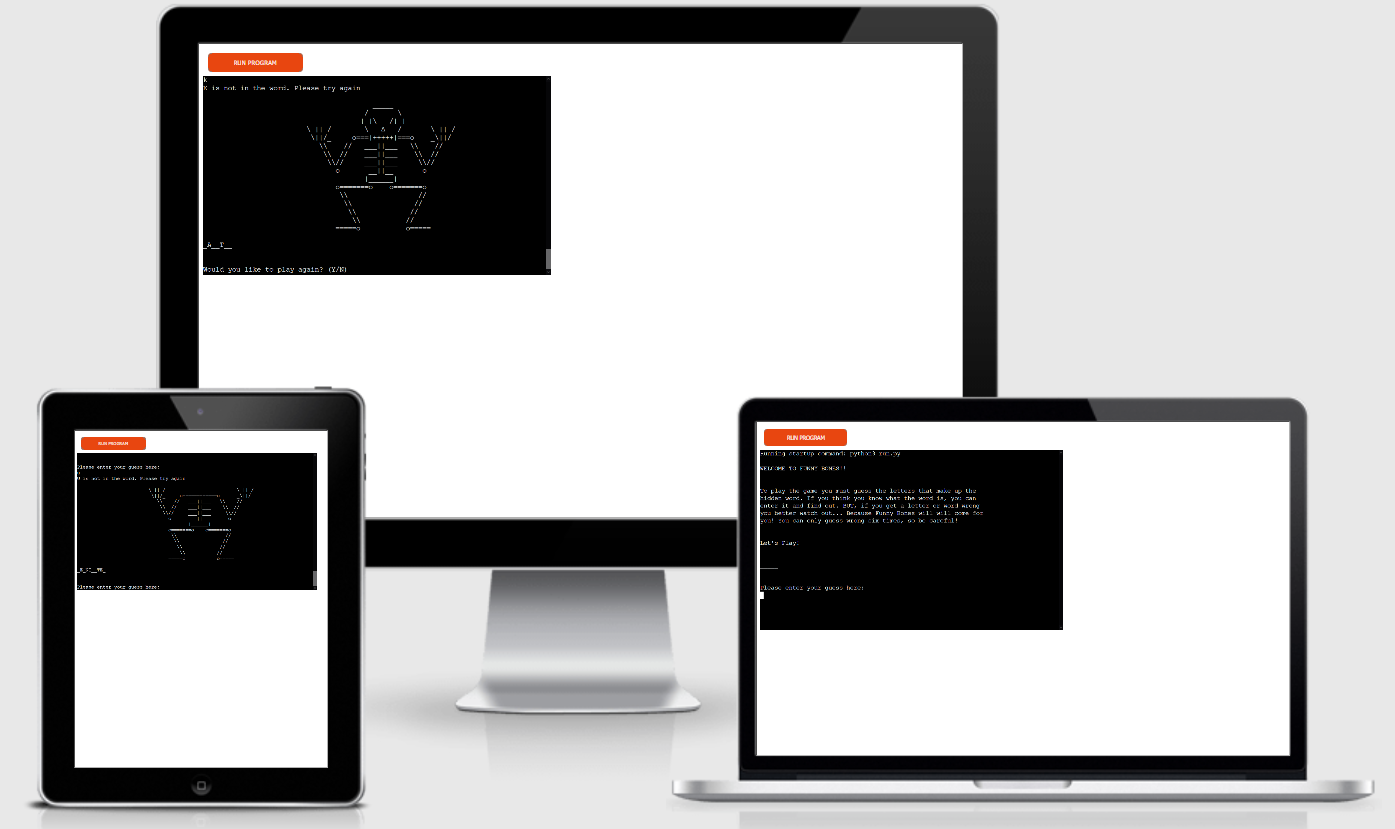 RUN PROGRAM
k
K is not in the word. Please try again
_A__T__
Would you like to play again? (Y/N)
RUN PROGRAM
Please enter your guess here:
is not in the word. Please try again
Please enter your guess here:
RUN PROGRAM
Running startup command: python3 run.py
WELCOME TO FUNNY BONES!!
To play the game you must guess the letters that make up the
hidden word. If you think you know what the word is, you can
enter it and find out. BUT, if you get a letter or word wrong
you better watch out... Because Funny Bones will will come for
you! You can only guess wrong six times, so be careful!
Let's Play.
_____
Please enter your guess here: